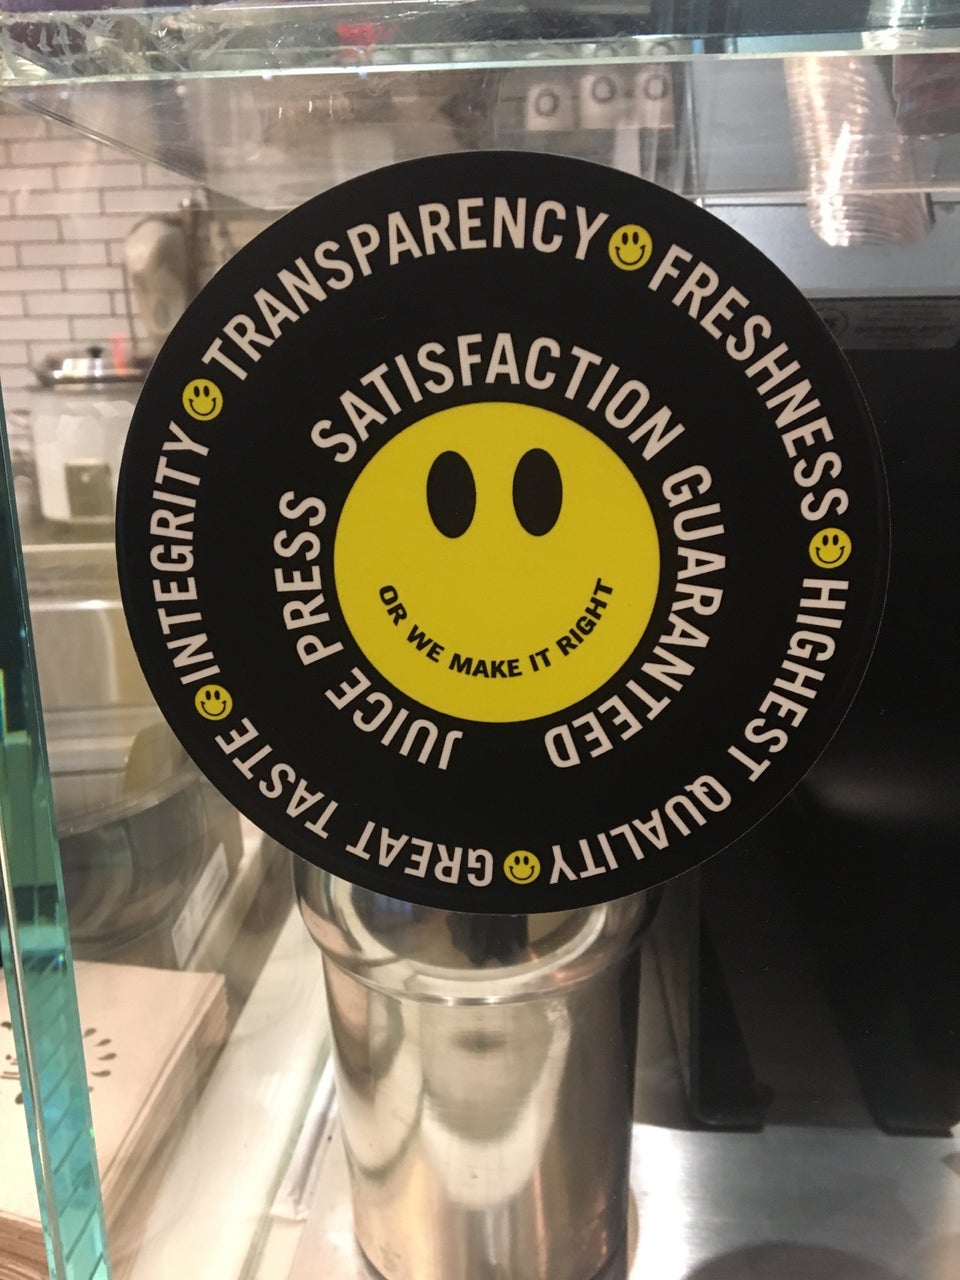 TRANSPARENCY
FRESHNESS
HIGHEST QUALITY
GREAT TASTE
INTEGRITY
JUICE PRESS
SATISFACTION GUARANTEED
OR WE MAKE IT RIGHT